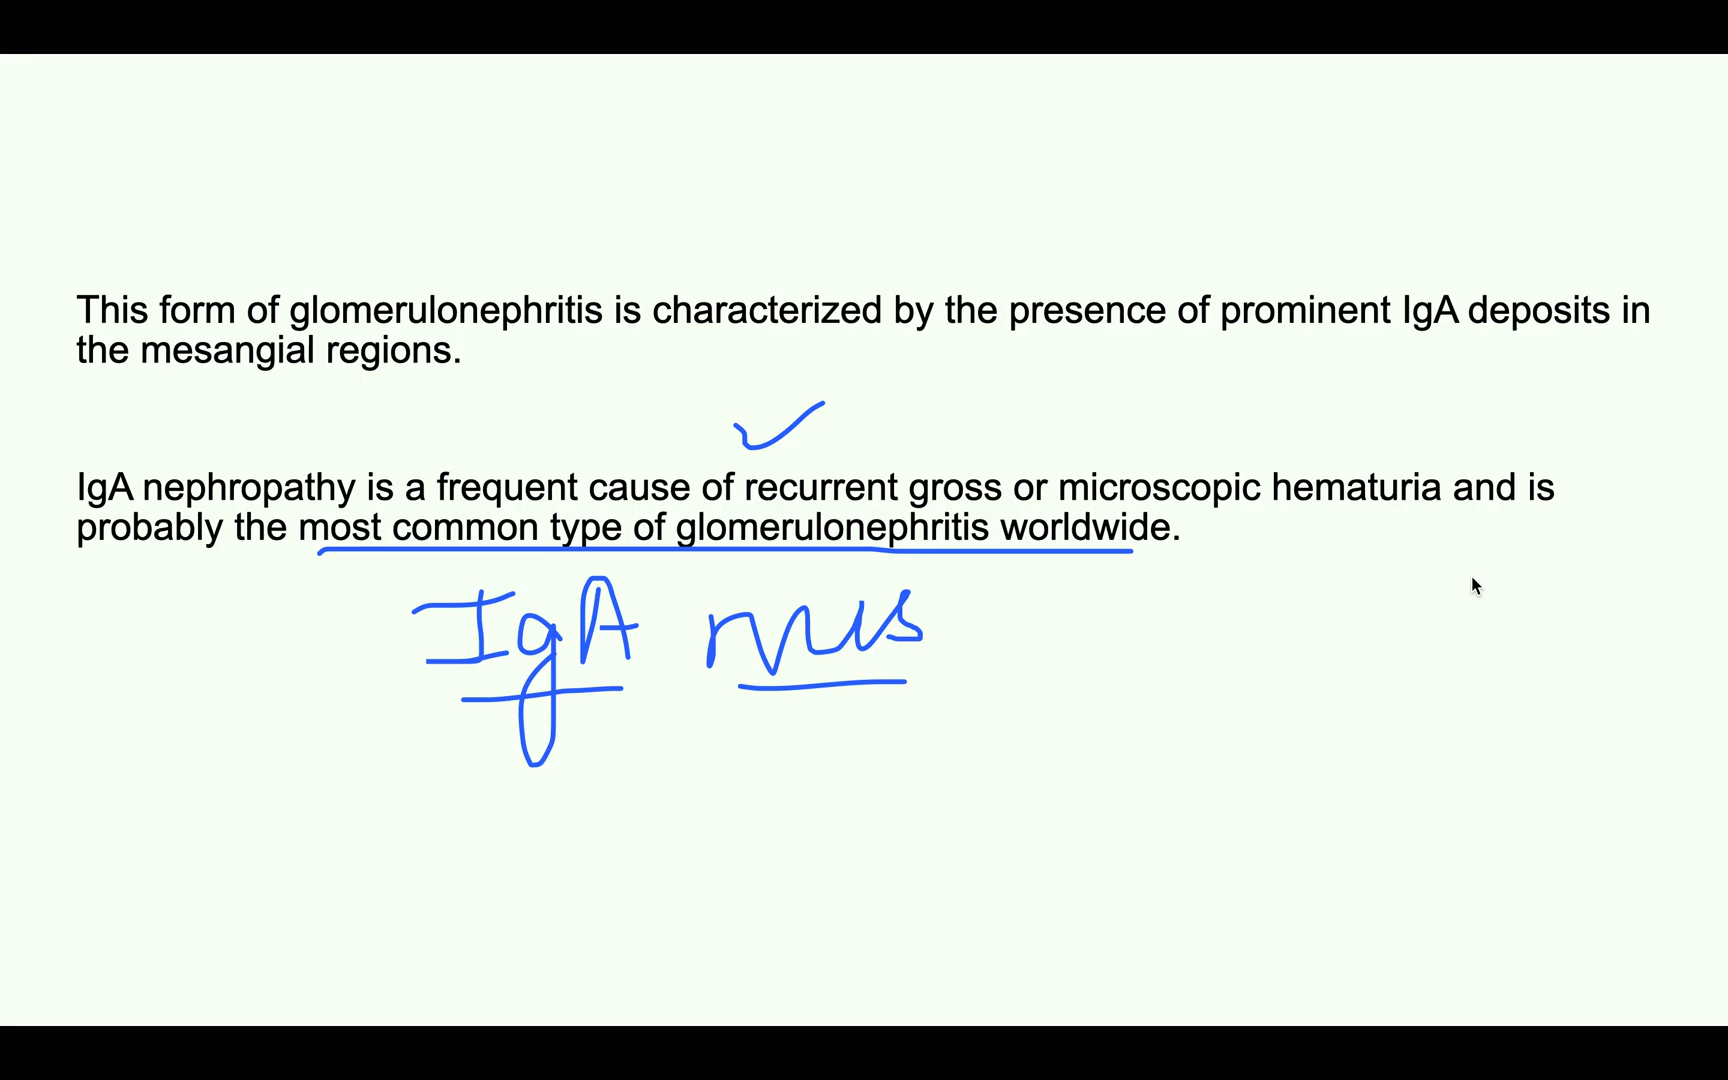 This form of glomerulonephritis is characterized by the presence of prominent IgA deposits in
the mesangial regions.
IgA nephropathy is a frequent cause of recurrent gross or microscopic hematuria and is
probably the most common type of glomerulonephritis worldwide.
IgA